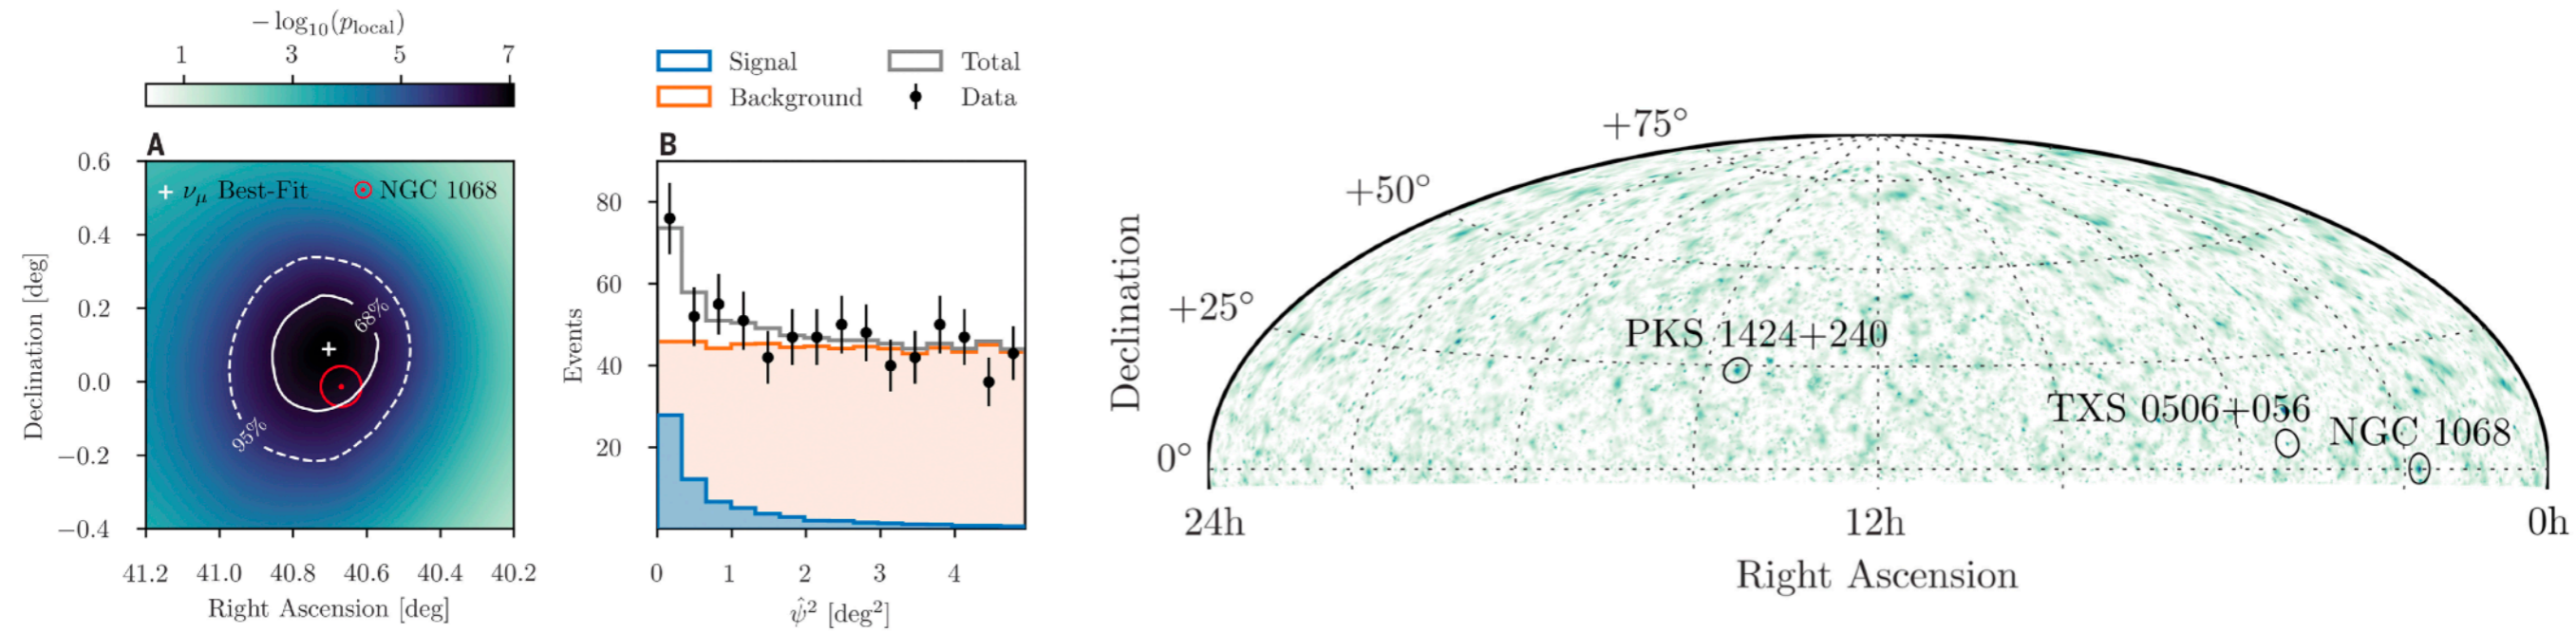 − log10(plocal)
1 3 5 7
A
+ νμ Best-Fit ⊙ NGC 1068
68%
95%
0.6
0.4
0.2
0.0
−0.2
−0.4
Declination [deg]
41.2 41.0 40.8 40.6 40.4 40.2
Right Ascension [deg]
Signal Total
Background Data
B
80
60
40
20
Events
0 1 2 3 4
ψ̂² [deg²]
+75°
+50°
+25°
0°
Declination
PKS 1424+240
TXS 0506+056
NGC 1068
24h 12h 0h
Right Ascension